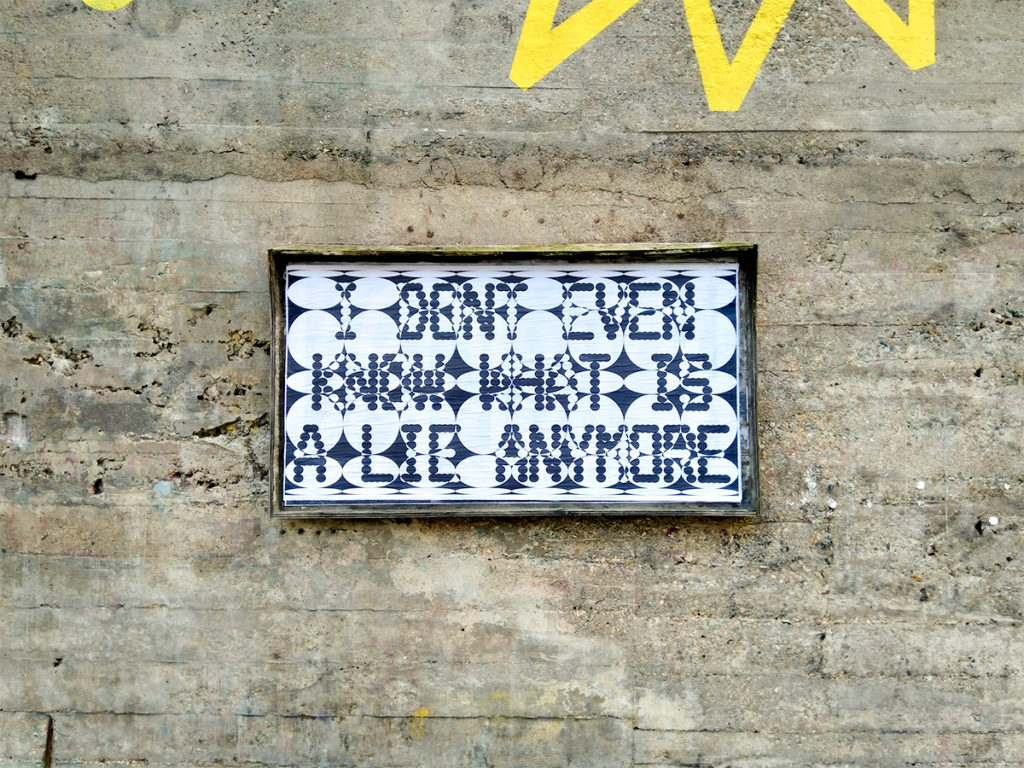 I DONT EVEN
KNOW WHAT IS
A LIE ANYMORE